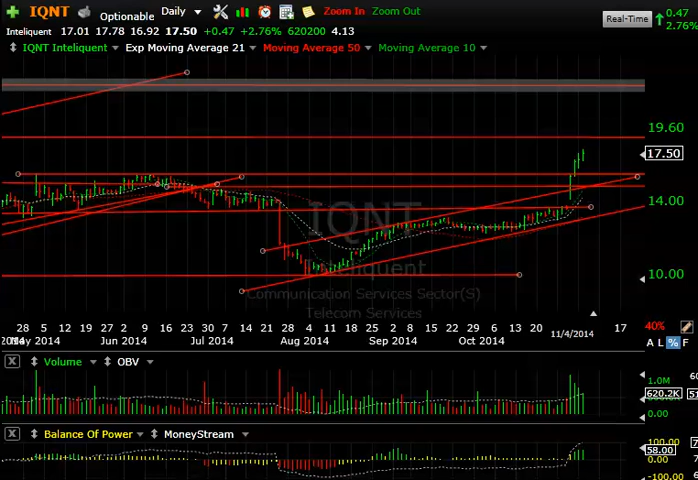 IQNT Optionable Daily Zoom In Zoom Out Real-Time 0.47 2.76%
Inteliquent 17.01 17.78 16.92 17.50 +0.47 +2.76% 620200 4.13
IQNT Inteliquent Exp Moving Average 21 Moving Average 50 Moving Average 10
19.60
17.50
14.00
IQNT
Inteliquent
10.00
Communication Services Sector(S)
Telecom Services
28 5 12 19 27 2 9 16 23 30 7 14 21 28 4 11 18 25 2 8 15 22 29 6 13 20 17 40%
2014 May 2014 Jun 2014 Jul 2014 Aug 2014 Sep 2014 Oct 2014 11/4/2014 A L % F
X Volume OBV
1.0M
620.2K
0.00
X Balance Of Power MoneyStream
100.00
58.00
0.00
-100.00